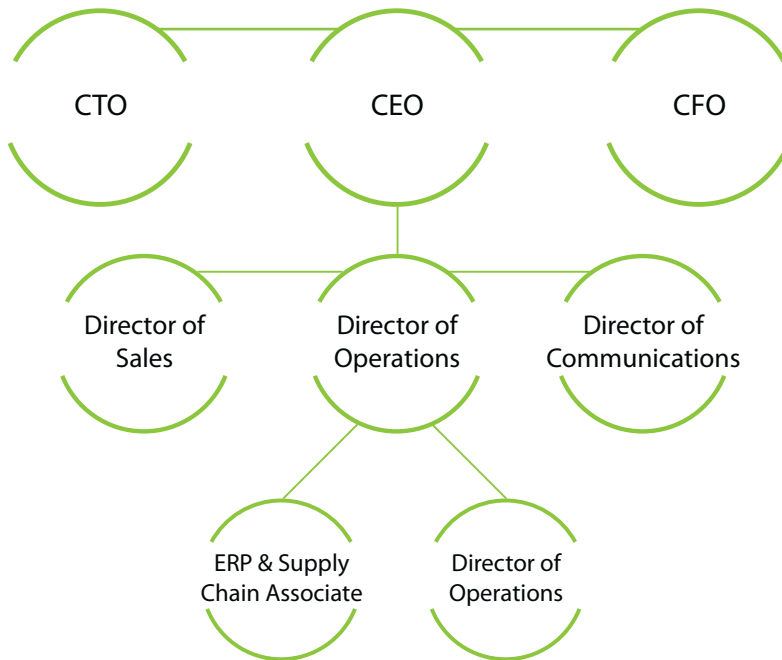 CTO
CEO
CFO
Director of
Sales
Director of
Operations
Director of
Communications
ERP & Supply
Chain Associate
Director of
Operations